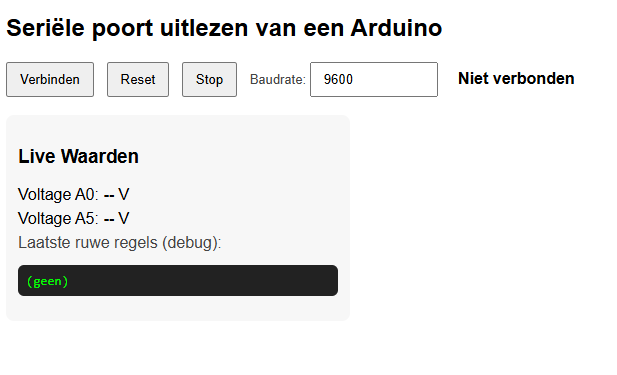 Seriële poort uitlezen van een Arduino
Verbinden Reset Stop Baudrate: 9600 Niet verbonden
Live Waarden
Voltage A0: -- V
Voltage A5: -- V
Laatste ruwe regels (debug):
(geen)